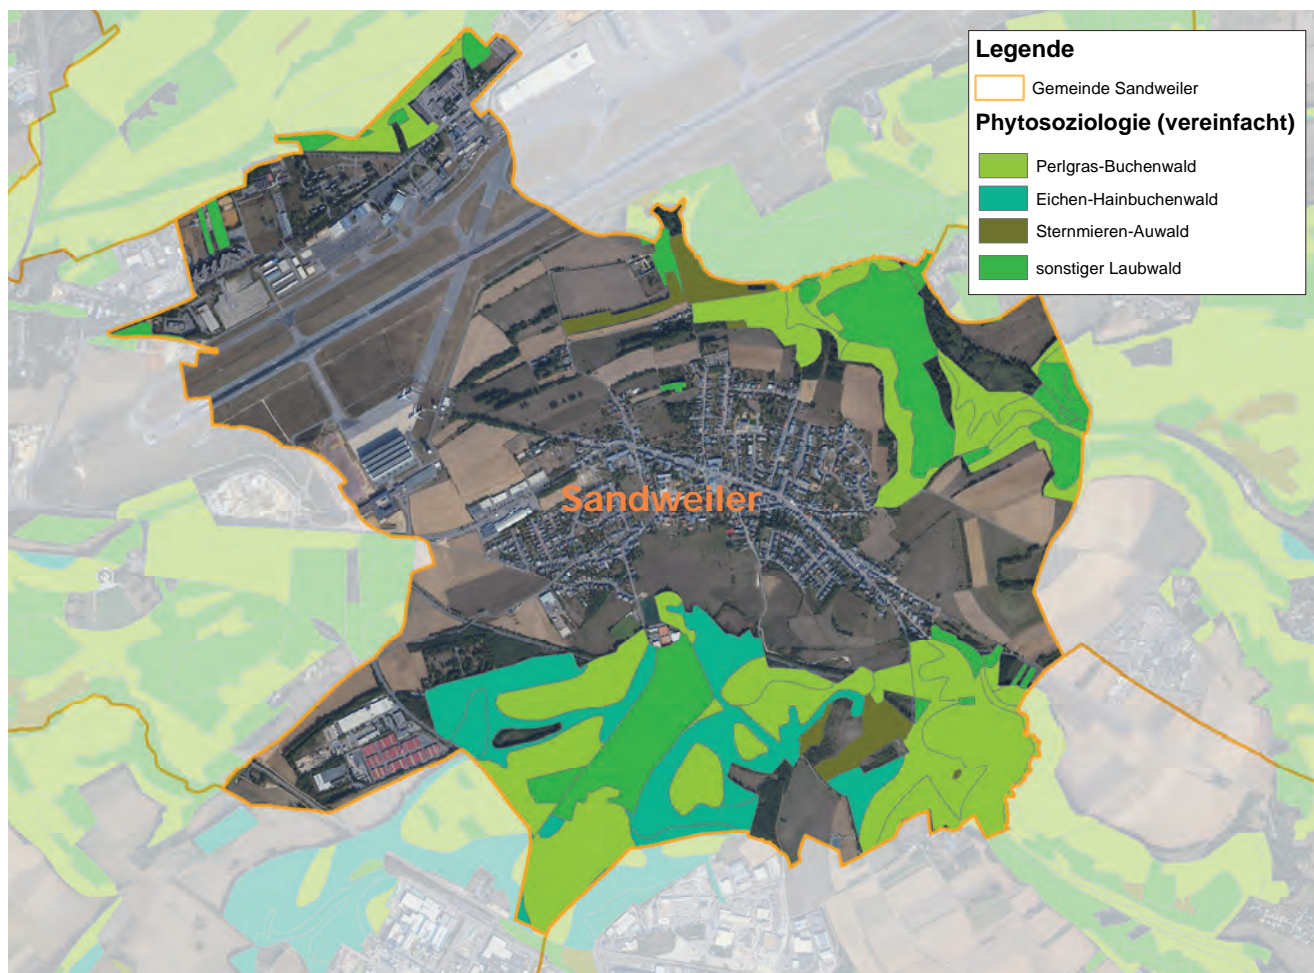 Legende
Gemeinde Sandweiler
Phytosoziologie (vereinfacht)
Perlgras-Buchenwald
Eichen-Hainbuchenwald
Sternmieren-Auwald
sonstiger Laubwald
Sandweiler